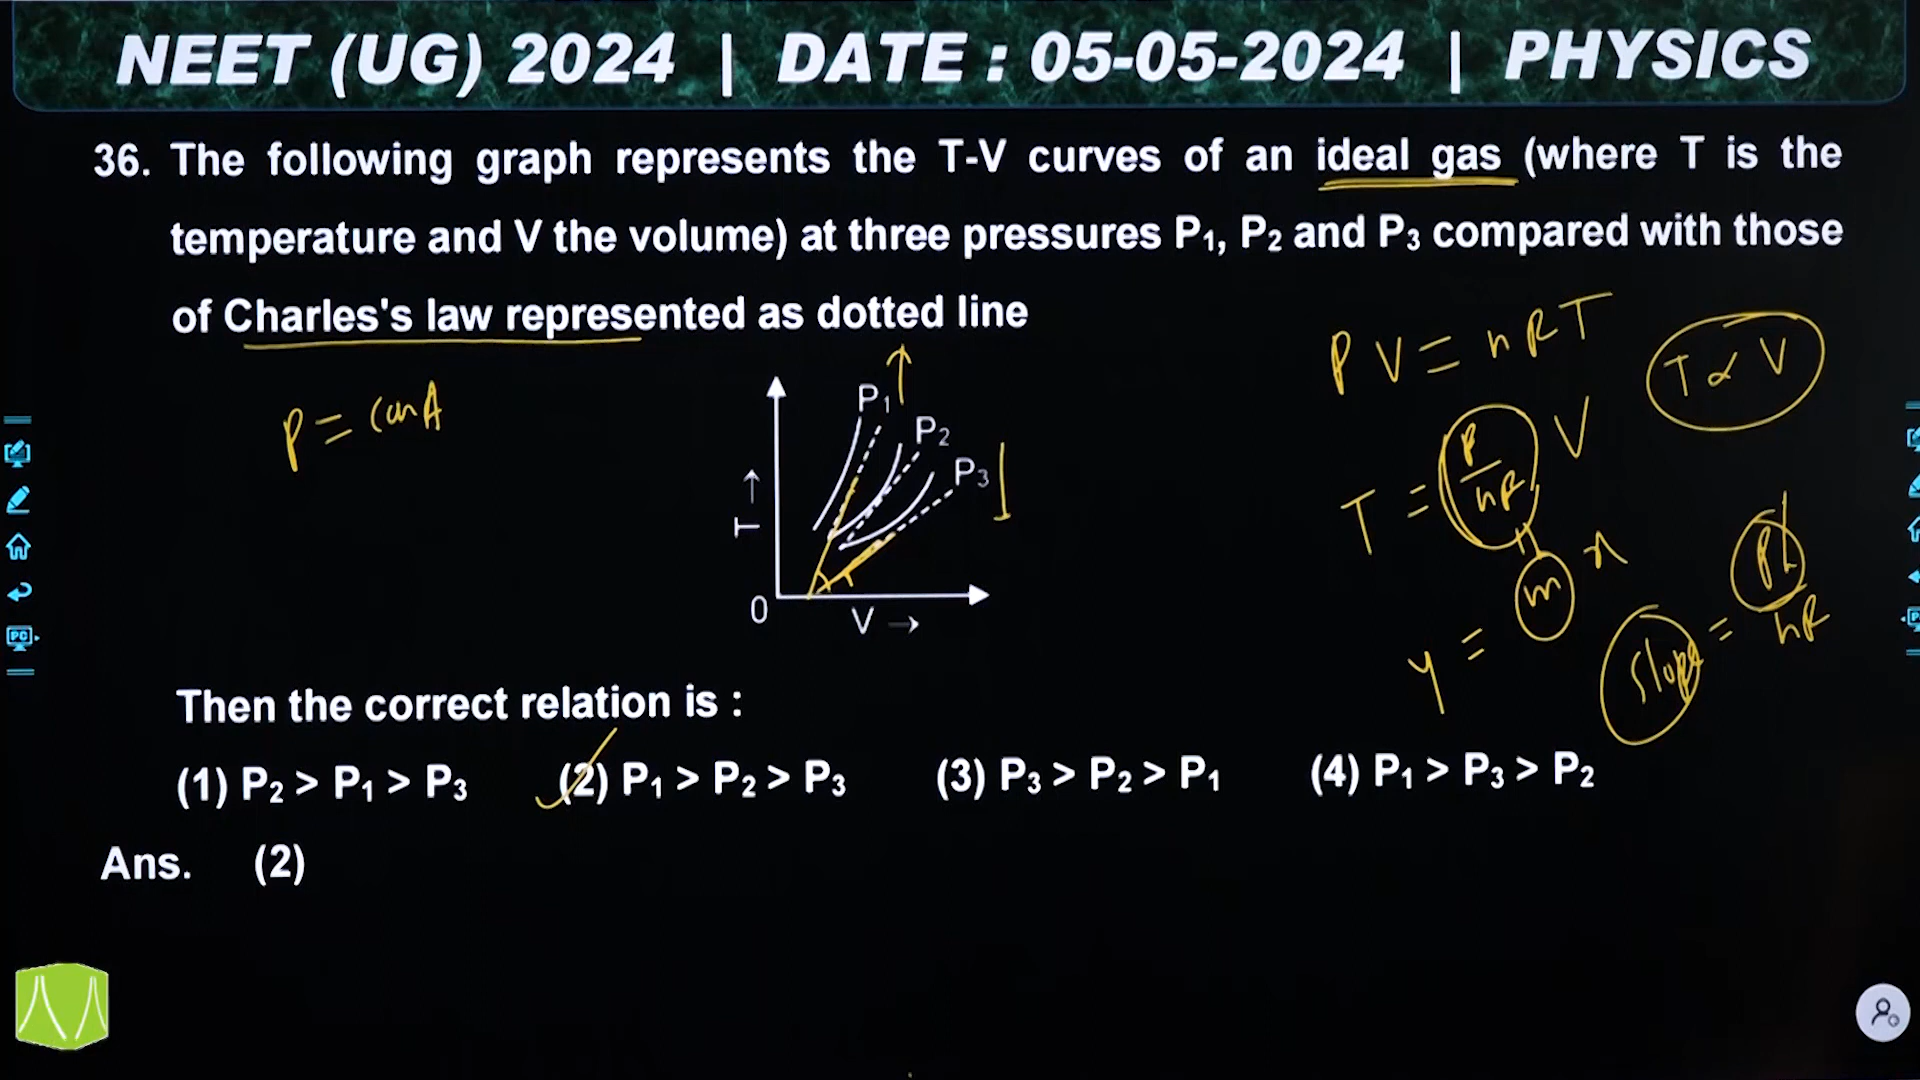 NEET (UG) 2024 | DATE : 05-05-2024 | PHYSICS
36. The following graph represents the T-V curves of an ideal gas (where T is the
temperature and V the volume) at three pressures P₁, P₂ and P₃ compared with those
of Charles's law represented as dotted line
P = const
P₁
P₂
P₃
T →
0
V →
PV = nRT
T ∝ V
T = P/nR V
y = m x
slope = P/nR
Then the correct relation is :
(1) P₂ > P₁ > P₃ (2) P₁ > P₂ > P₃ (3) P₃ > P₂ > P₁ (4) P₁ > P₃ > P₂
Ans. (2)
PC